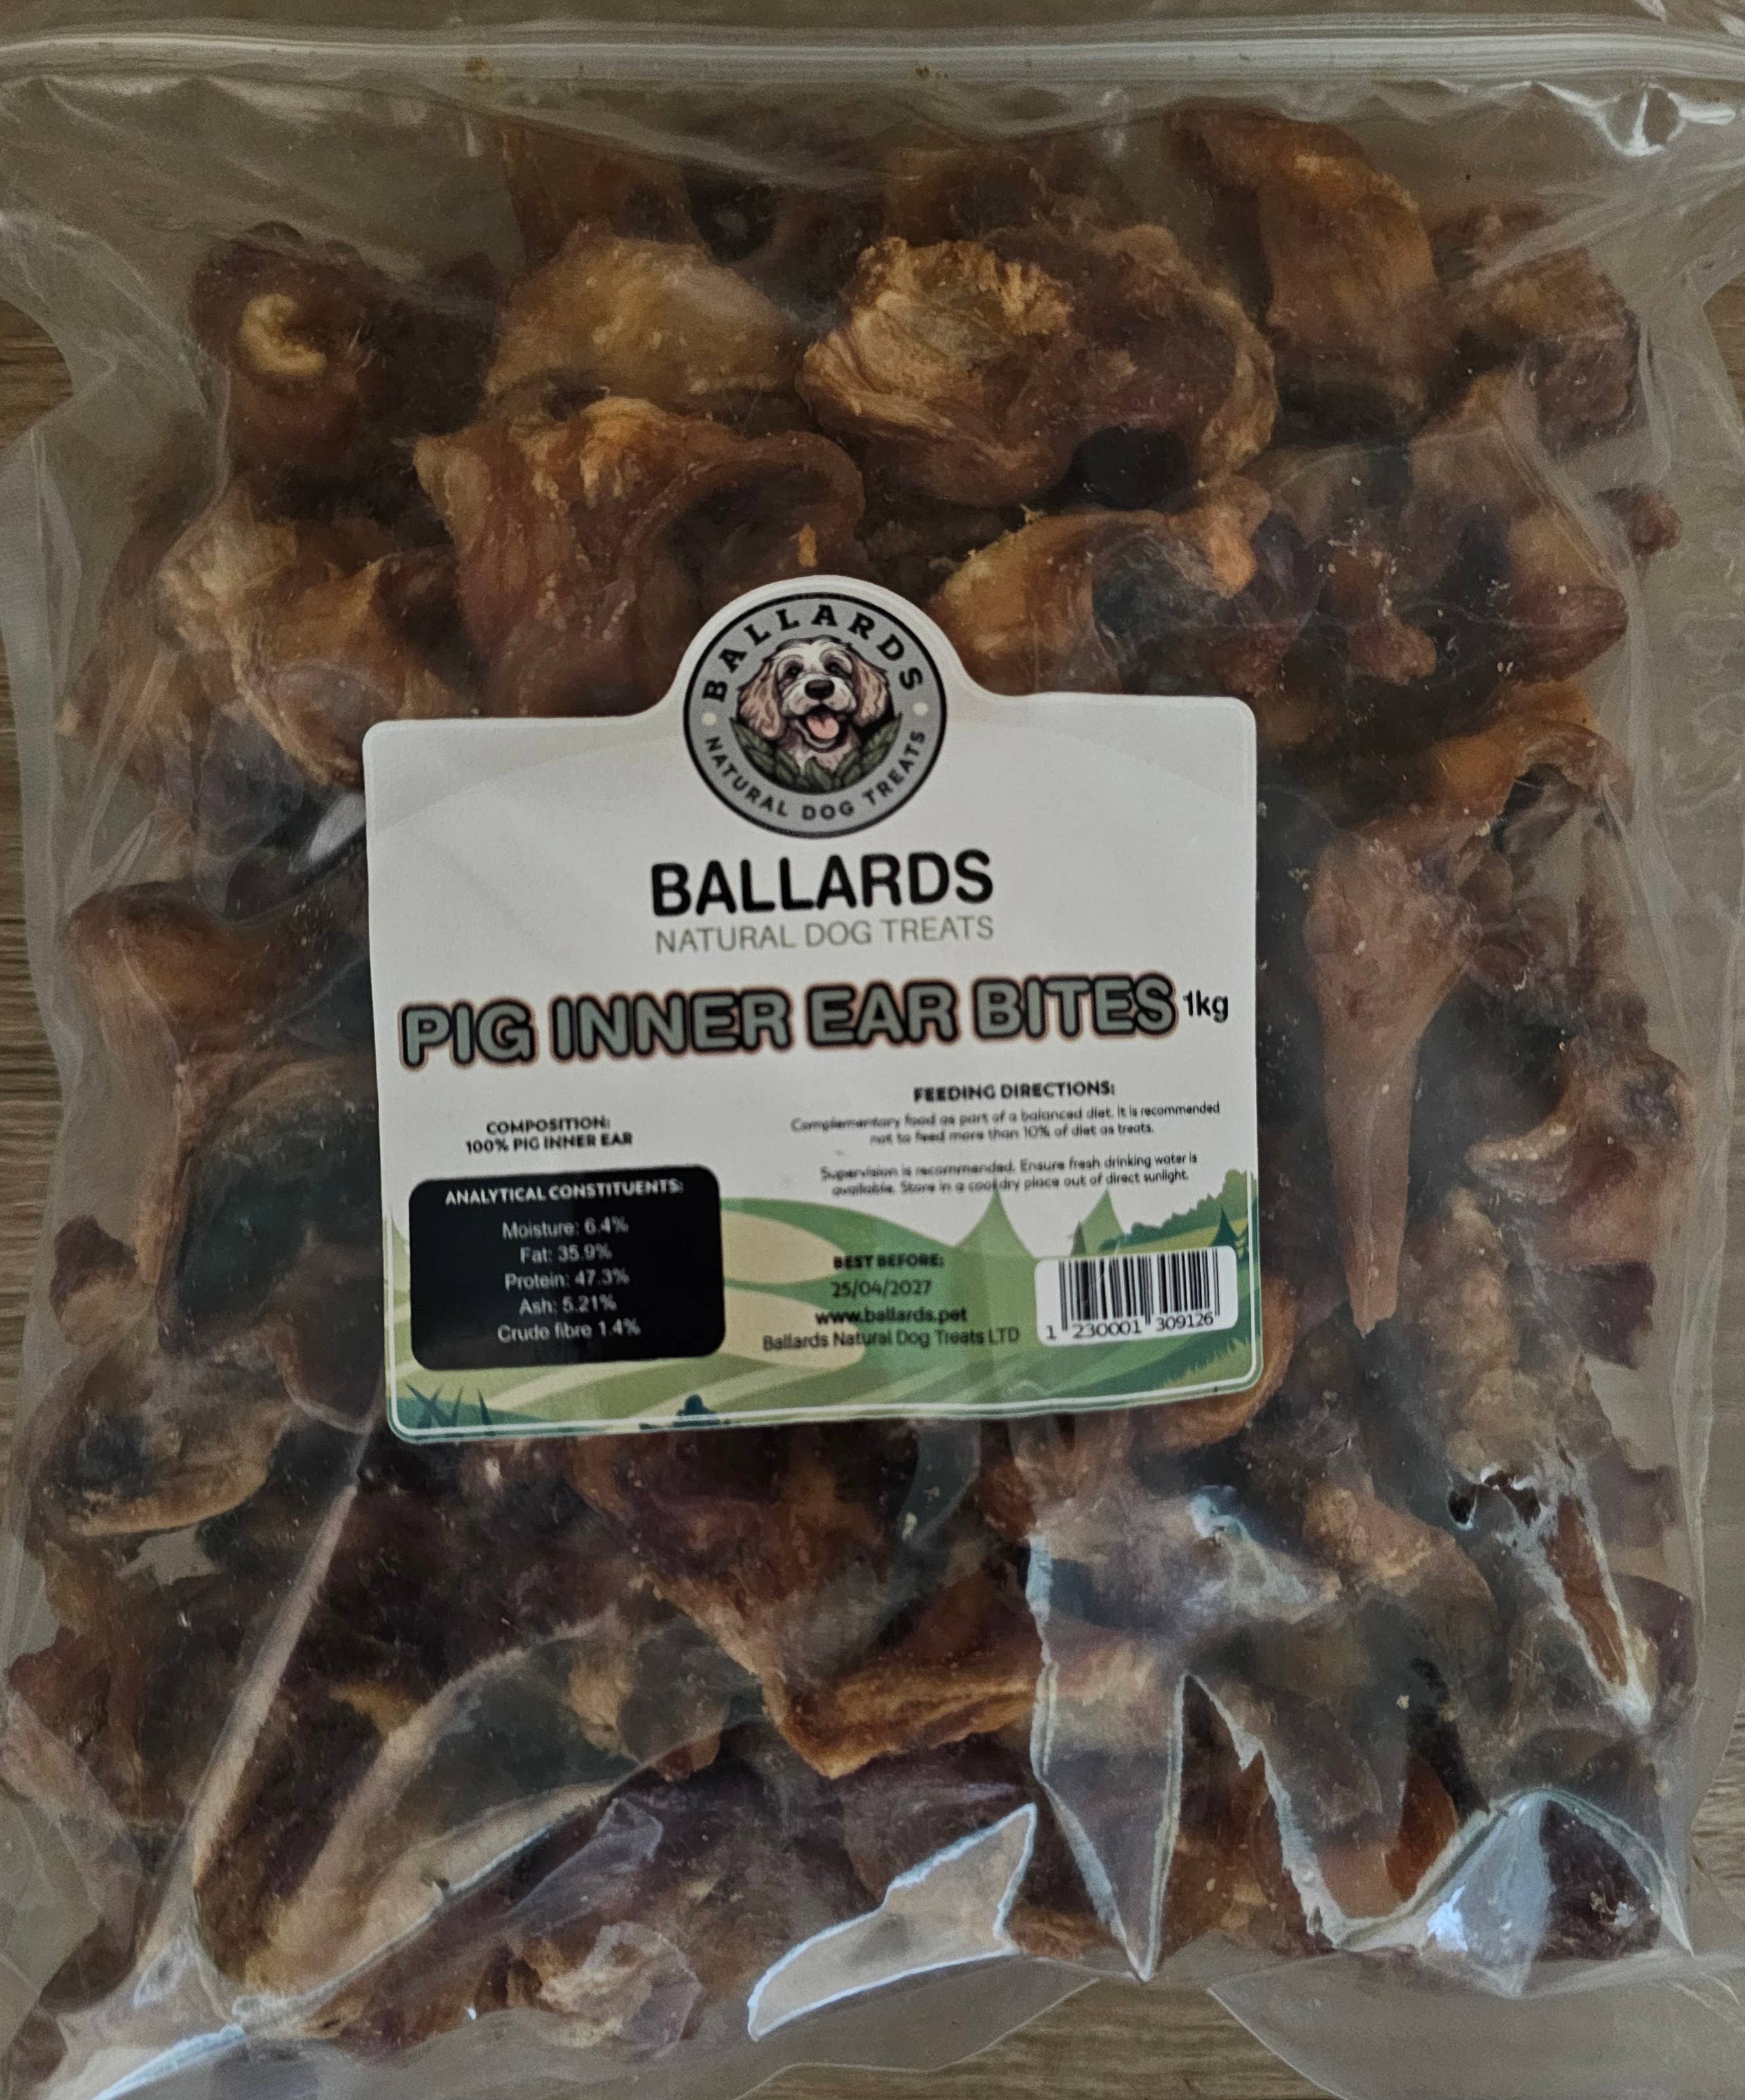 BALLARDS
NATURAL DOG TREATS
BALLARDS
NATURAL DOG TREATS
PIG INNER EAR BITES 1kg
COMPOSITION:
100% PIG INNER EAR
ANALYTICAL CONSTITUENTS:
Moisture: 6.4%
Fat: 35.9%
Protein: 47.3%
Ash: 5.21%
Crude fibre 1.4%
FEEDING DIRECTIONS:
Complementary food as part of a balanced diet. It is recommended
not to feed more than 10% of diet as treats.
Supervision is recommended. Ensure fresh drinking water is
available. Store in a cool dry place out of direct sunlight.
BEST BEFORE:
25/04/2027
www.ballards.pet
Ballards Natural Dog Treats LTD
1 230001 309126